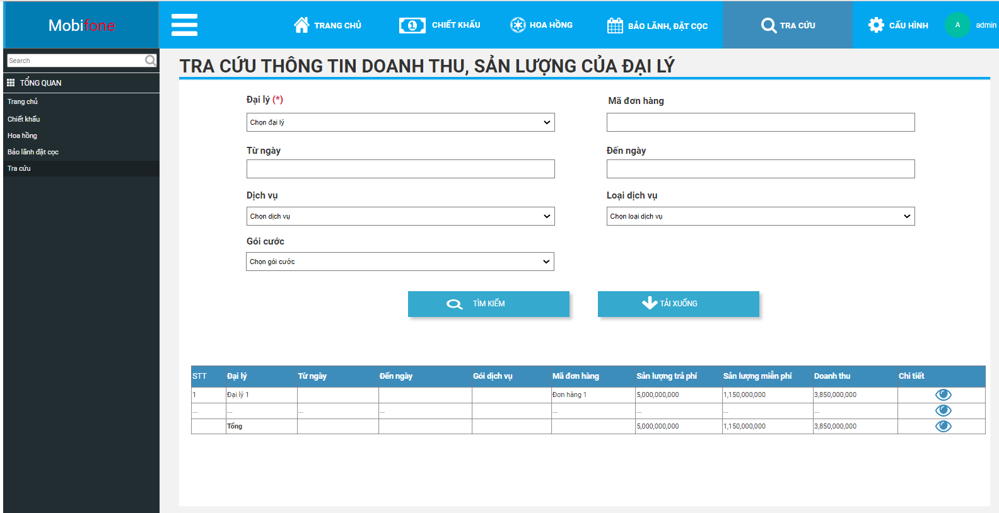 Mobifone
TRANG CHỦ
CHIẾT KHẤU
HOA HỒNG
BẢO LÃNH, ĐẶT CỌC
TRA CỨU
CẤU HÌNH
A
admin
Search
TỔNG QUAN
Trang chủ
Chiết khấu
Hoa hồng
Bảo lãnh đặt cọc
Tra cứu
TRA CỨU THÔNG TIN DOANH THU, SẢN LƯỢNG CỦA ĐẠI LÝ
Đại lý (*)
Mã đơn hàng
Chọn đại lý
Từ ngày
Đến ngày
Dịch vụ
Loại dịch vụ
Chọn dịch vụ
Chọn loại dịch vụ
Gói cước
Chọn gói cước
TÌM KIẾM
TẢI XUỐNG
STT Đại lý Từ ngày Đến ngày Gói dịch vụ Mã đơn hàng Sản lượng trả phí Sản lượng miễn phí Doanh thu Chi tiết
1 Đại lý 1 Đơn hàng 1 5,000,000,000 1,150,000,000 3,850,000,000
... ... ... ... ... ... ... ...
Tổng 5,000,000,000 1,150,000,000 3,850,000,000